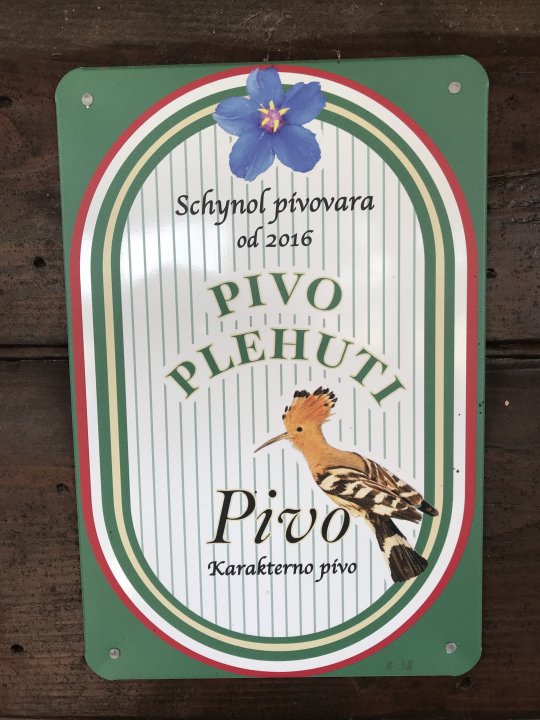 Schynol pivovara
od 2016
PIVO
PLEHUTI
Pivo
Karakterno pivo